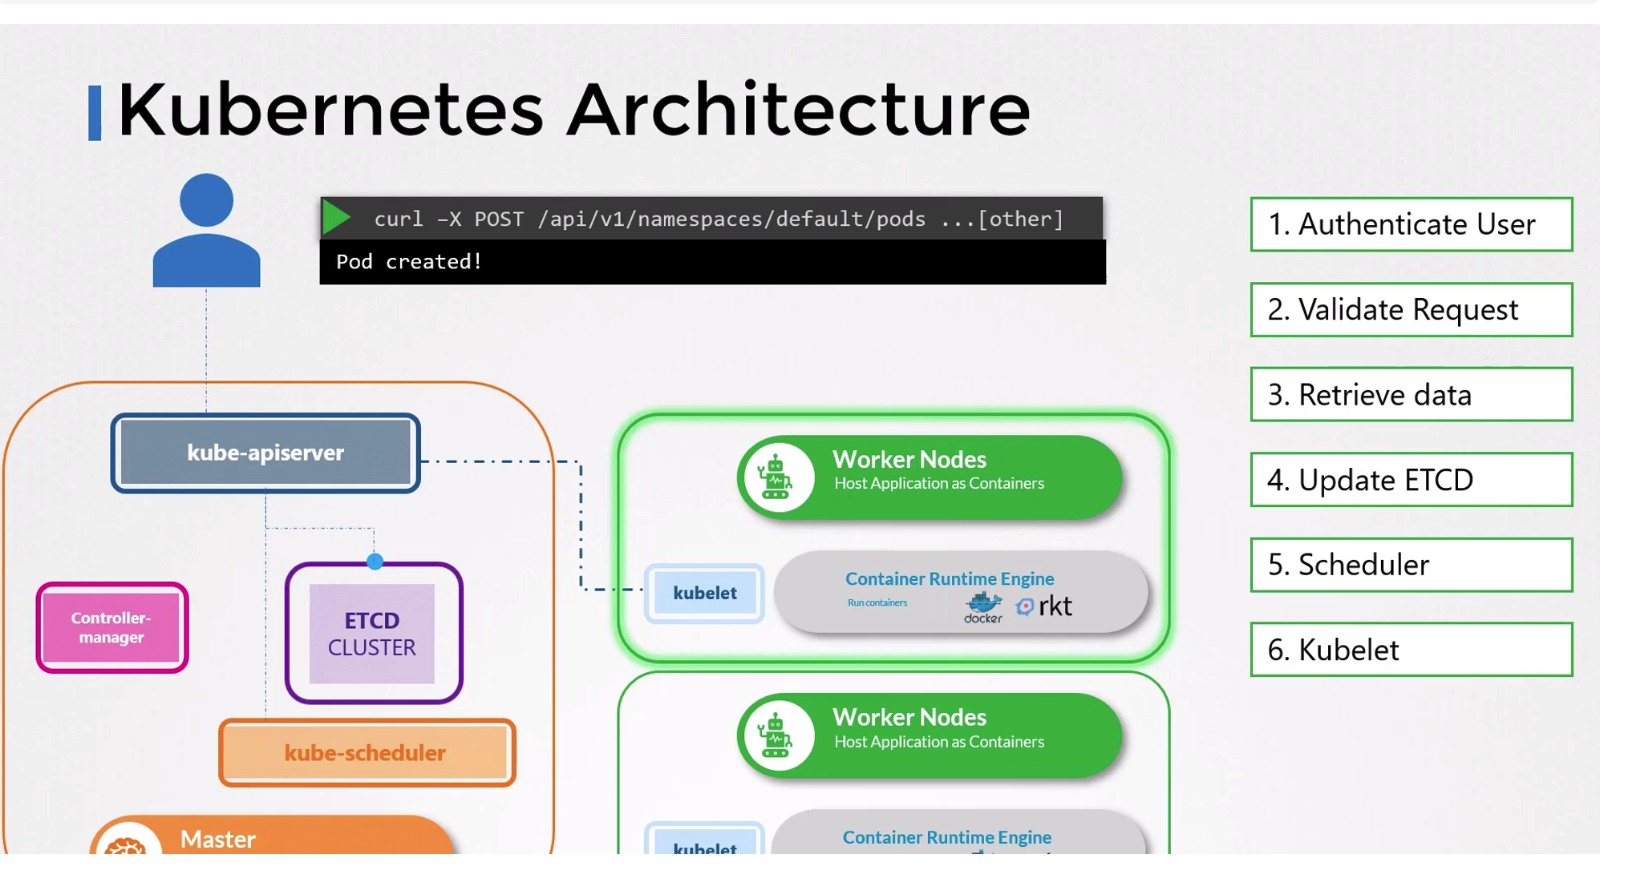 Kubernetes Architecture
curl –X POST /api/v1/namespaces/default/pods ...[other]
Pod created!
1. Authenticate User
2. Validate Request
3. Retrieve data
4. Update ETCD
5. Scheduler
6. Kubelet
kube-apiserver
Controller-
manager
ETCD
CLUSTER
kube-scheduler
Master
Worker Nodes
Host Application as Containers
kubelet
Container Runtime Engine
Run containers
docker
rkt
Worker Nodes
Host Application as Containers
kubelet
Container Runtime Engine